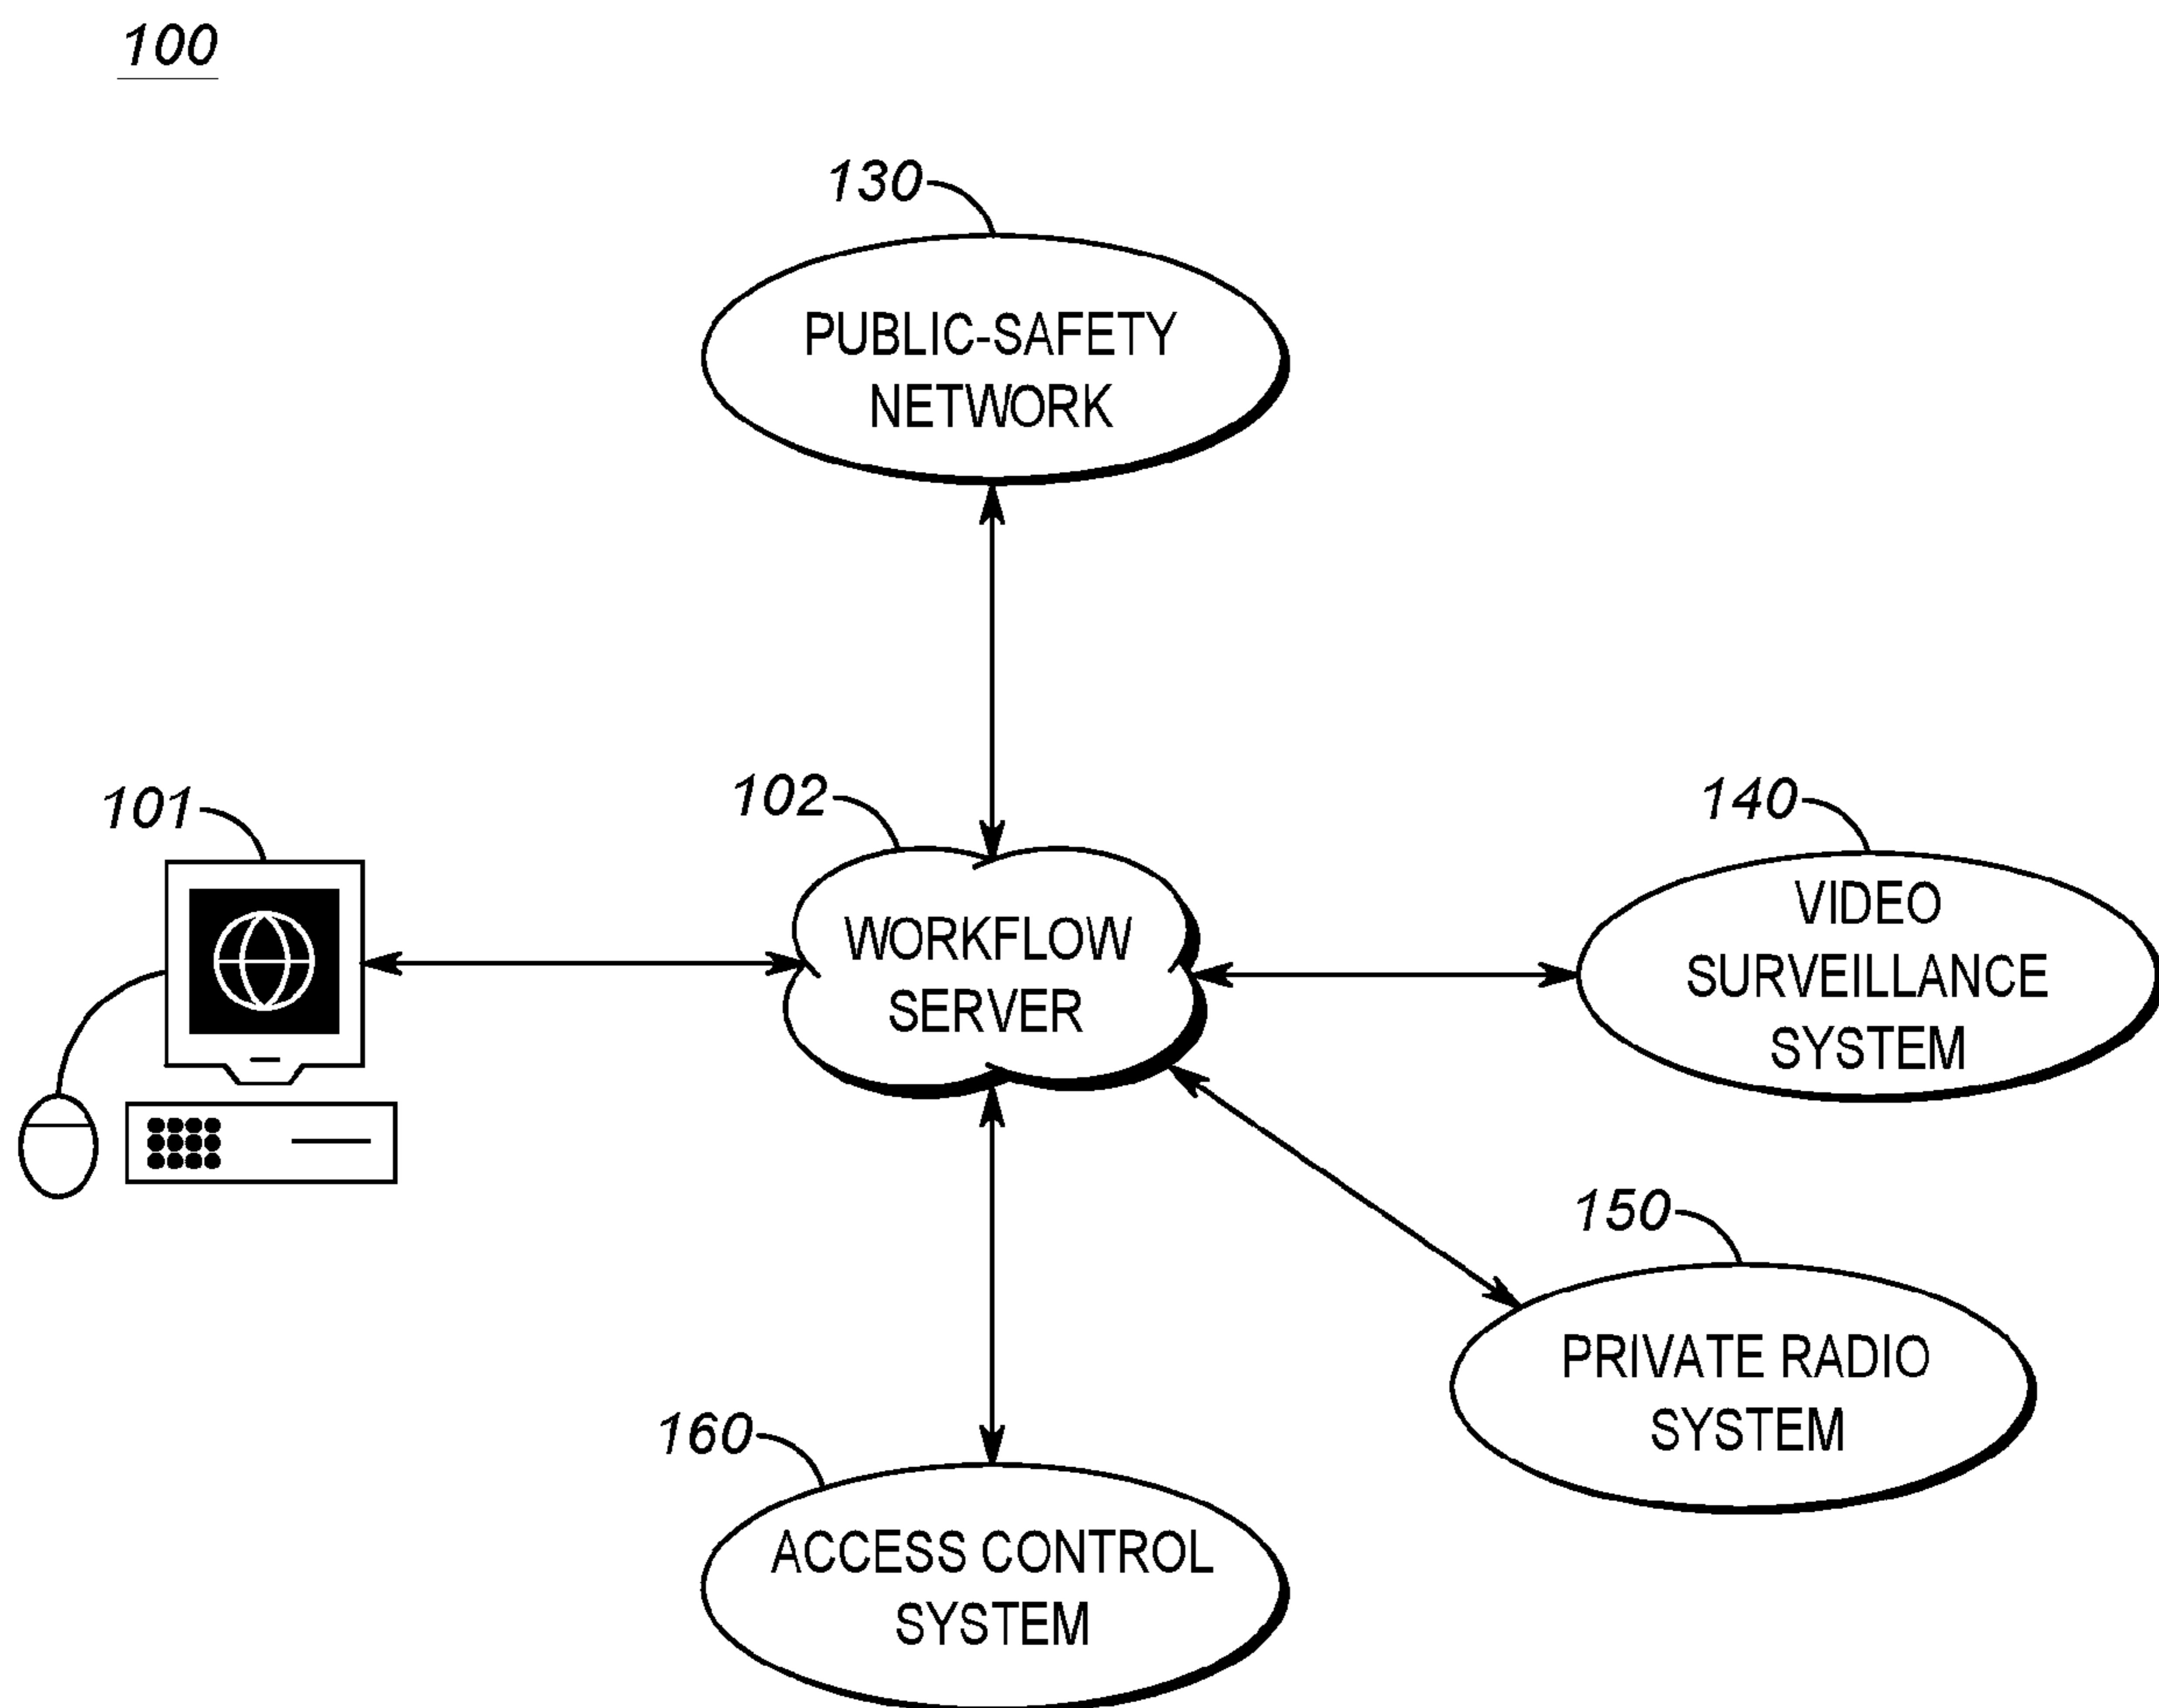 100
130
PUBLIC-SAFETY
NETWORK
101
102
140
WORKFLOW
SERVER
VIDEO
SURVEILLANCE
SYSTEM
150
PRIVATE RADIO
SYSTEM
160
ACCESS CONTROL
SYSTEM